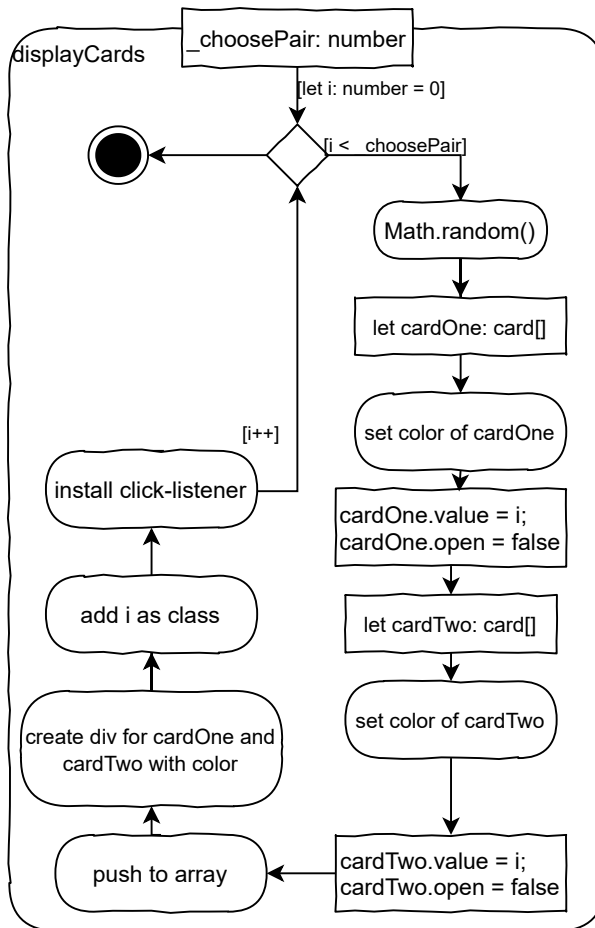 displayCards
_choosePair: number
[let i: number = 0]
[i < _choosePair]
Math.random()
let cardOne: card[]
set color of cardOne
cardOne.value = i;
cardOne.open = false
let cardTwo: card[]
set color of cardTwo
cardTwo.value = i;
cardTwo.open = false
push to array
create div for cardOne and
cardTwo with color
add i as class
install click-listener
[i++]